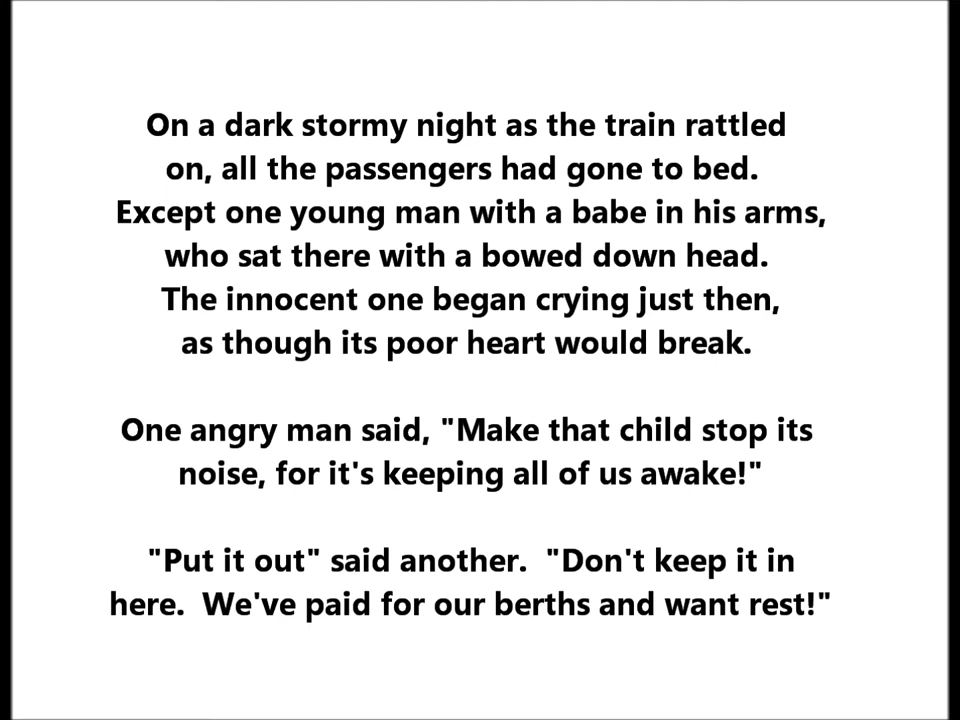 On a dark stormy night as the train rattled
on, all the passengers had gone to bed.
Except one young man with a babe in his arms,
who sat there with a bowed down head.
The innocent one began crying just then,
as though its poor heart would break.
One angry man said, "Make that child stop its
noise, for it's keeping all of us awake!"
"Put it out" said another.  "Don't keep it in
here.  We've paid for our berths and want rest!"